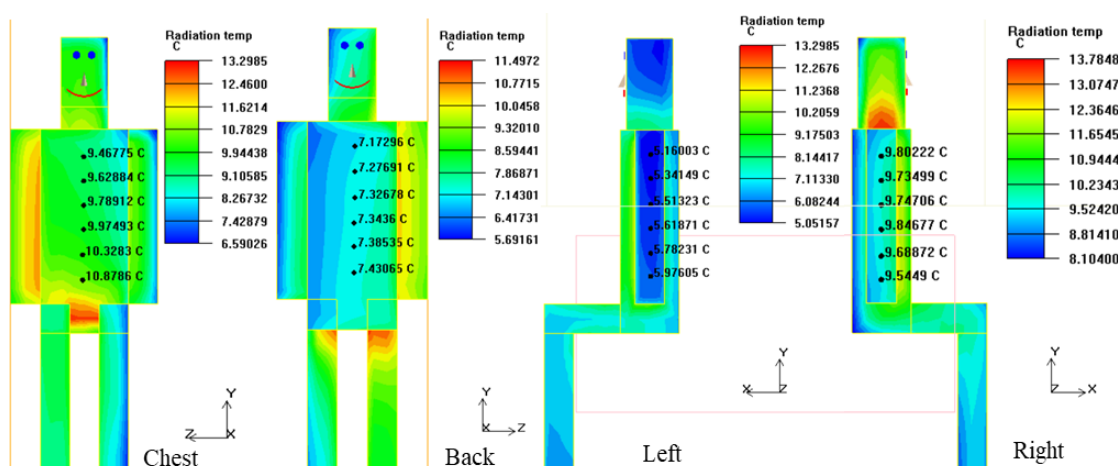 Radiation temp
C
13.2985
12.4600
11.6214
10.7829
9.94438
9.10585
8.26732
7.42879
6.59026
9.46775 C
9.62884 C
9.78912 C
9.97493 C
10.3283 C
10.8786 C
Y
Z
X
Chest
Radiation temp
C
11.4972
10.7715
10.0458
9.32010
8.59441
7.86871
7.14301
6.41731
5.69161
7.17296 C
7.27691 C
7.32678 C
7.3436 C
7.38535 C
7.43065 C
Y
X
Z
Back
Radiation temp
C
13.2985
12.2676
11.2368
10.2059
9.17503
8.14417
7.11330
6.08244
5.05157
5.16003 C
5.34149 C
5.51323 C
5.61871 C
5.78231 C
5.97605 C
Y
X
Z
Left
Radiation temp
C
13.7848
13.0747
12.3646
11.6545
10.9444
10.2343
9.52420
8.81410
8.10400
9.80222 C
9.73499 C
9.74706 C
9.84677 C
9.68872 C
9.5449 C
Y
Z
X
Right